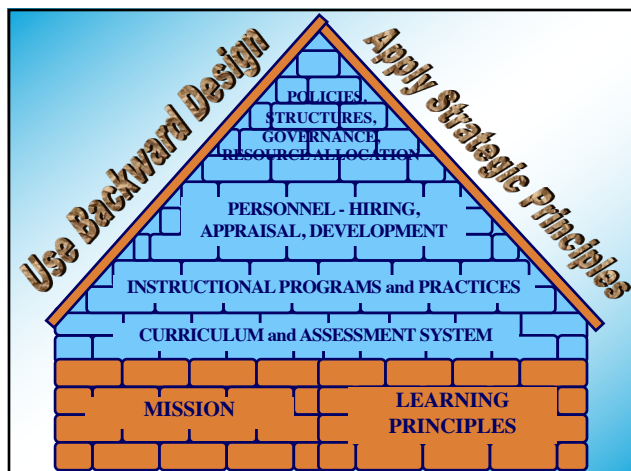 Use Backward Design
Apply Strategic Principles
POLICIES,
STRUCTURES,
GOVERNANCE,
RESOURCE ALLOCATION
PERSONNEL - HIRING,
APPRAISAL, DEVELOPMENT
INSTRUCTIONAL PROGRAMS and PRACTICES
CURRICULUM and ASSESSMENT SYSTEM
MISSION
LEARNING
PRINCIPLES